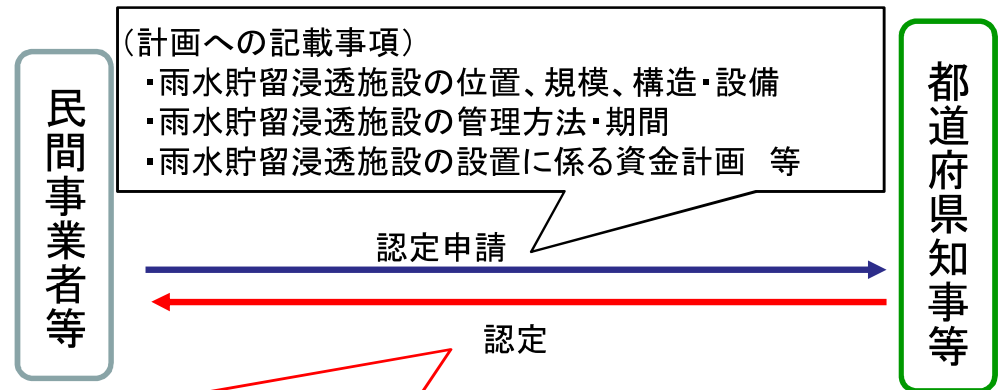 (計画への記載事項)
・雨水貯留浸透施設の位置、規模、構造・設備
・雨水貯留浸透施設の管理方法・期間
・雨水貯留浸透施設の設置に係る資金計画 等
民間事業者等
認定申請
認定
都道府県知事等